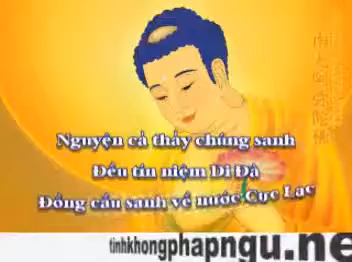 Nguyện cả thảy chúng sanh
Đều tín niệm Di Đà
Đồng cầu sanh về nước Cực Lạc
tinhkhongphapngu.ne